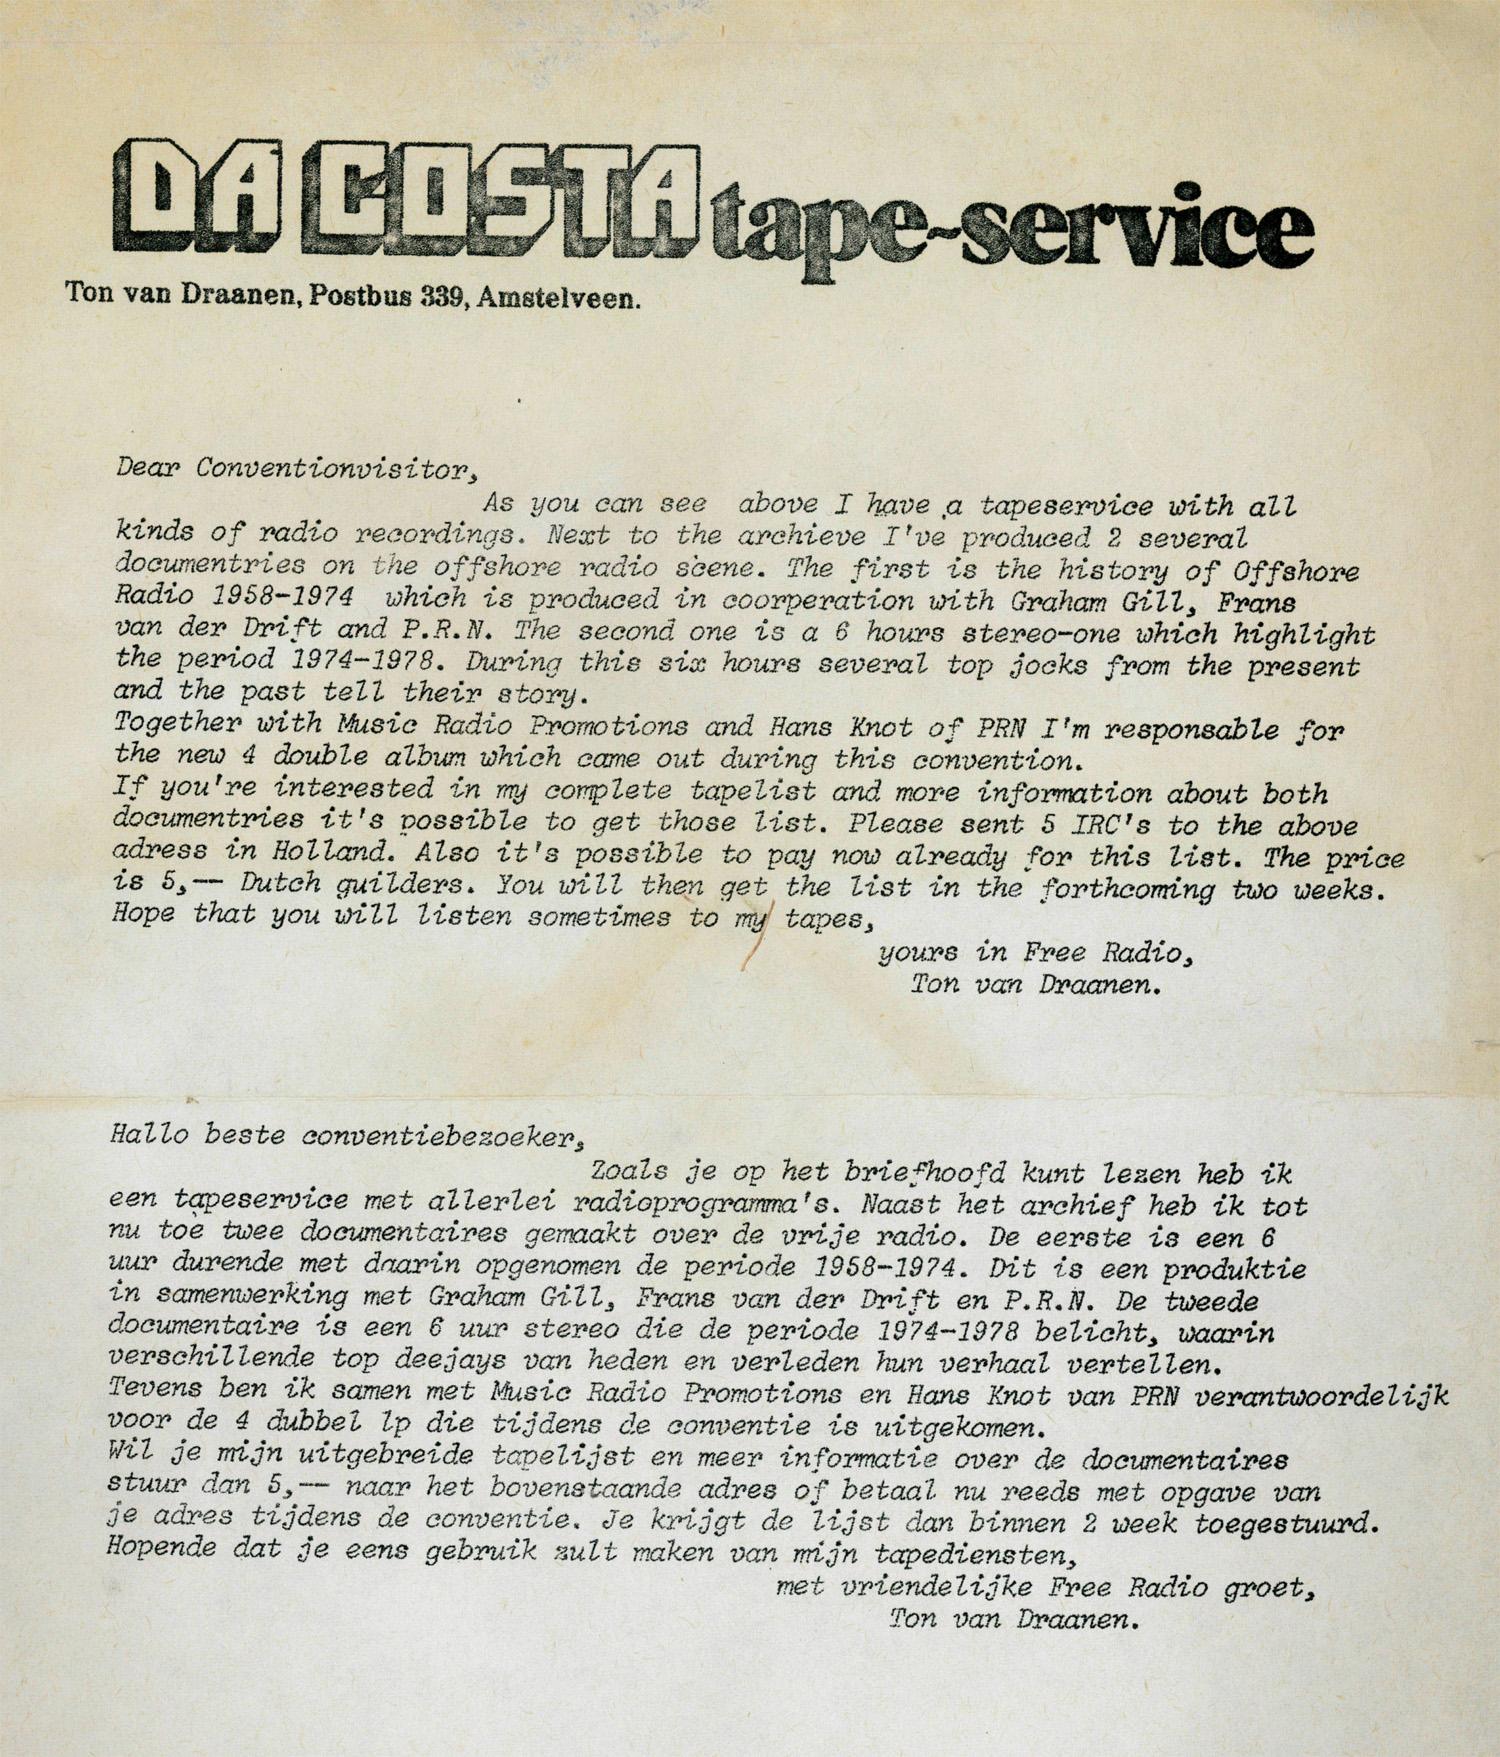 DA COSTA tape-service
Ton van Draanen, Postbus 339, Amstelveen.
Dear Conventionvisitor,
As you can see above I have a tapeservice with all
kinds of radio recordings. Next to the archieve I've produced 2 several
documentries on the offshore radio scene. The first is the history of Offshore
Radio 1958-1974 which is produced in coorperation with Graham Gill, Frans
van der Drift and P.R.N. The second one is a 6 hours stereo-one which highlight
the period 1974-1978. During this six hours several top jocks from the present
and the past tell their story.
Together with Music Radio Promotions and Hans Knot of PRN I'm responsable for
the new 4 double album which came out during this convention.
If you're interested in my complete tapelist and more information about both
documentries it's possible to get those list. Please sent 5 IRC's to the above
adress in Holland. Also it's possible to pay now already for this list. The price
is 5,-- Dutch guilders. You will then get the list in the forthcoming two weeks.
Hope that you will listen sometimes to my tapes,
yours in Free Radio,
Ton van Draanen.
Hallo beste conventiebezoeker,
Zoals je op het briefhoofd kunt lezen heb ik
een tapeservice met allerlei radioprogramma's. Naast het archief heb ik tot
nu toe twee documentaires gemaakt over de vrije radio. De eerste is een 6
uur durende met daarin opgenomen de periode 1958-1974. Dit is een produktie
in samenwerking met Graham Gill, Frans van der Drift en P.R.N. De tweede
documentaire is een 6 uur stereo die de periode 1974-1978 belicht, waarin
verschillende top deejays van heden en verleden hun verhaal vertellen.
Tevens ben ik samen met Music Radio Promotions en Hans Knot van PRN verantwoordelijk
voor de 4 dubbel lp die tijdens de conventie is uitgekomen.
Wil je mijn uitgebreide tapelijst en meer informatie over de documentaires
stuur dan 5,-- naar het bovenstaande adres of betaal nu reeds met opgave van
je adres tijdens de conventie. Je krijgt de lijst dan binnen 2 week toegestuurd.
Hopende dat je eens gebruik zult maken van mijn tapediensten,
met vriendelijke Free Radio groet,
Ton van Draanen.